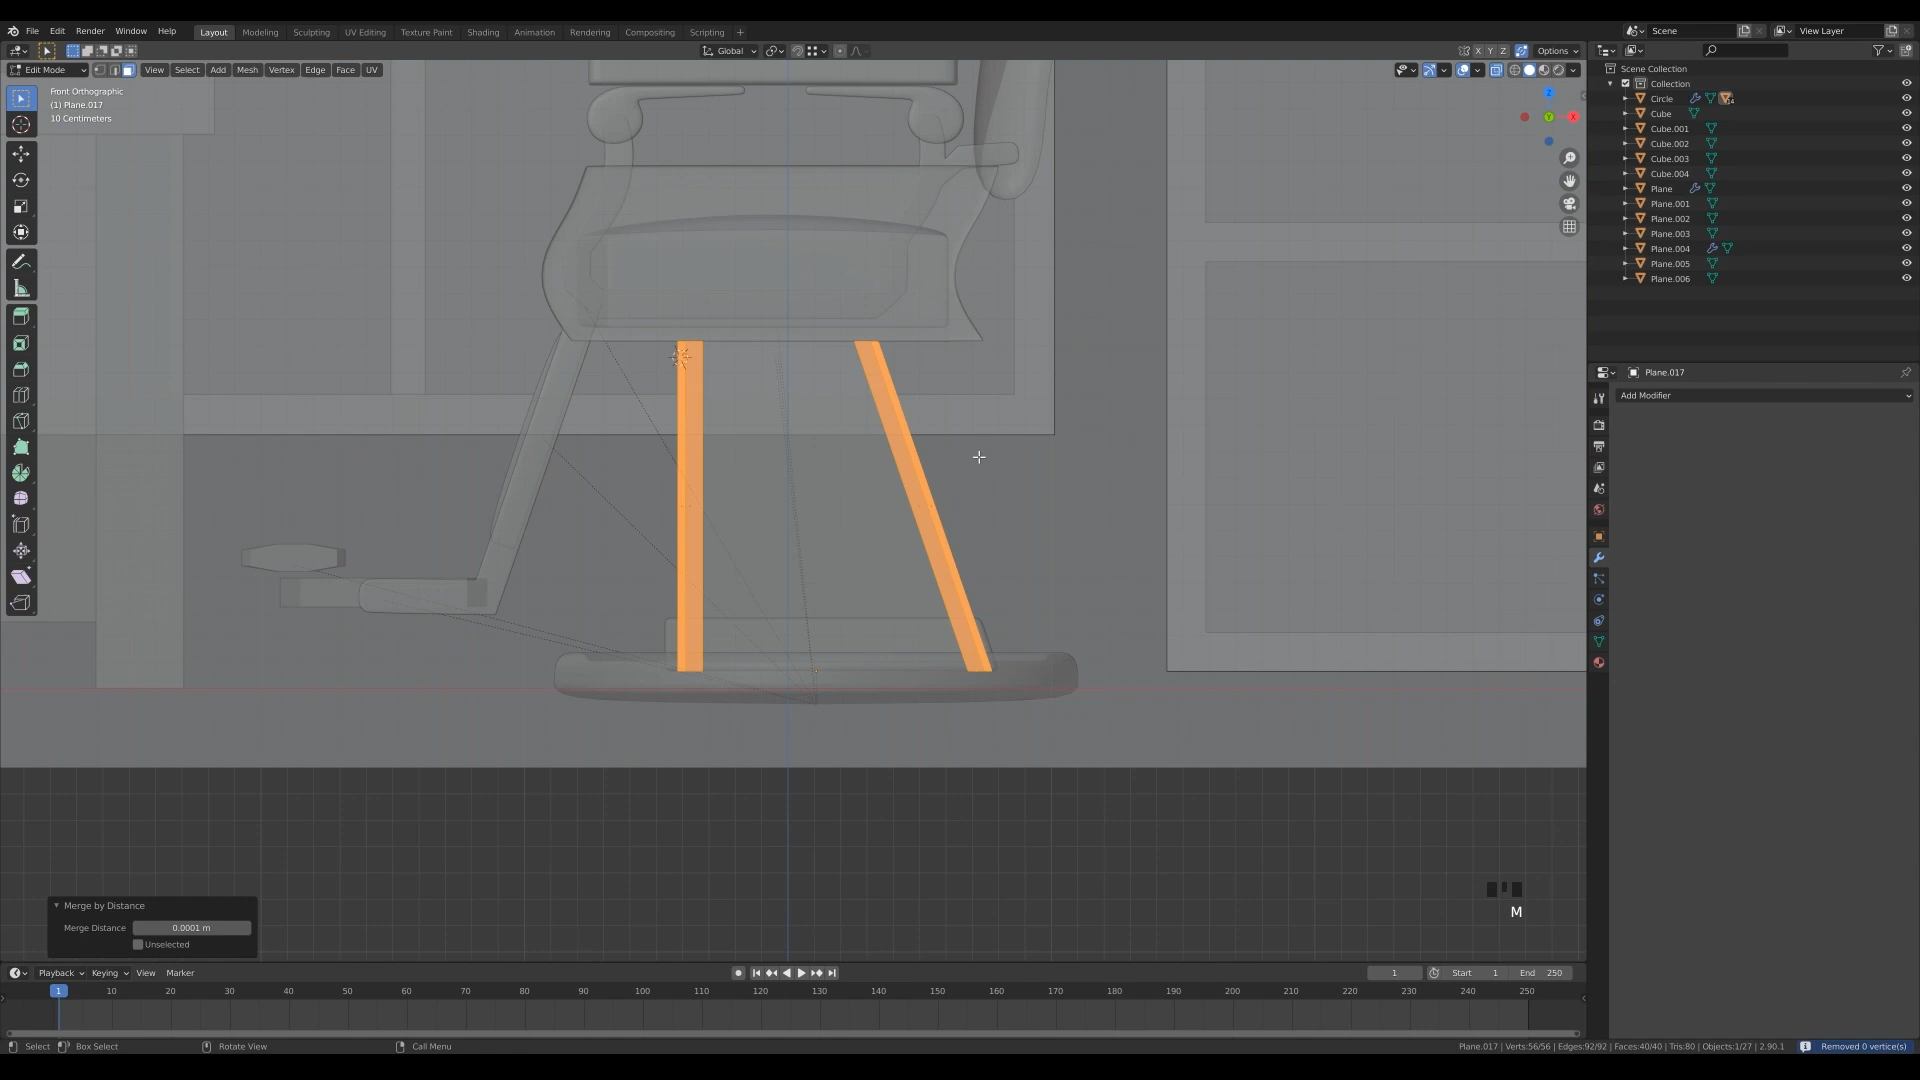 File Edit Render Window Help Layout Modeling Sculpting UV Editing Texture Paint Shading Animation Rendering Compositing Scripting + Scene View Layer
Global X Y Z Options
Edit Mode View Select Add Mesh Vertex Edge Face UV
Front Orthographic
(1) Plane.017
10 Centimeters
Z
Y
X
Scene Collection
Collection
Circle
14
Cube
Cube.001
Cube.002
Cube.003
Cube.004
Plane
Plane.001
Plane.002
Plane.003
Plane.004
Plane.005
Plane.006
Plane.017
Add Modifier
M
Merge by Distance
Merge Distance 0.0001 m
Unselected
Playback Keying View Marker 1 Start 1 End 250
1 10 20 30 40 50 60 70 80 90 100 110 120 130 140 150 160 170 180 190 200 210 220 230 240 250
Select Box Select Rotate View Call Menu Plane.017 | Verts:56/56 | Edges:92/92 | Faces:40/40 | Tris:80 | Objects:1/27 | 2.90.1 Removed 0 vertice(s)